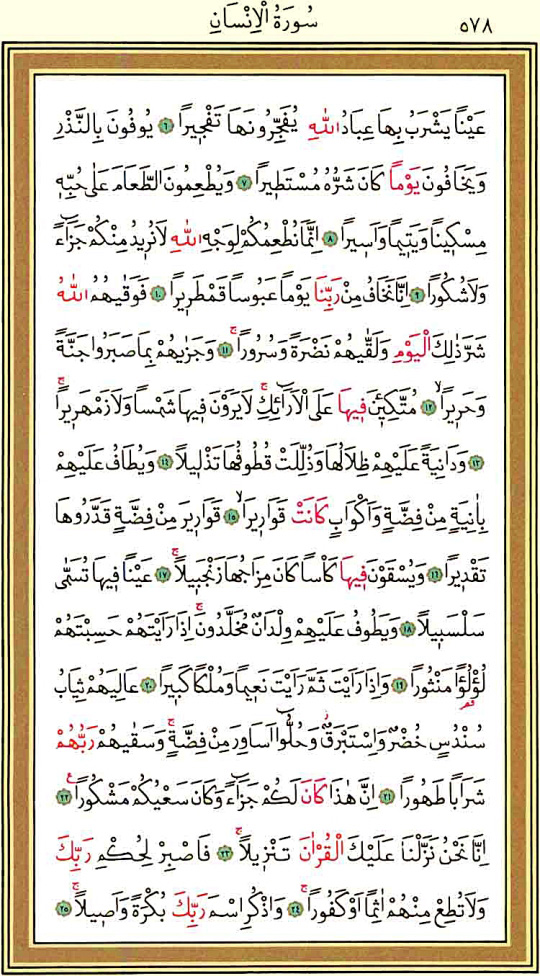 ٥٧٨ سُورَةُ الْاِنْسَانِ
عَيْنًا يَشْرَبُ بِهَا عِبَادُ اللّٰهِ يُفَجِّرُونَهَا تَفْجٖيرًا ﴿٦﴾ يُوفُونَ بِالنَّذْرِ
وَيَخَافُونَ يَوْمًا كَانَ شَرُّهُ مُسْتَطٖيرًا ﴿٧﴾ وَيُطْعِمُونَ الطَّعَامَ عَلٰى حُبِّهٖ
مِسْكٖينًا وَيَتٖيمًا وَاَسٖيرًا ﴿٨﴾ اِنَّمَا نُطْعِمُكُمْ لِوَجْهِ اللّٰهِ لَا نُرٖيدُ مِنْكُمْ جَزَٓاءً
وَلَا شُكُورًا ﴿٩﴾ اِنَّا نَخَافُ مِنْ رَبِّنَا يَوْمًا عَبُوسًا قَمْطَرٖيرًا ﴿١٠﴾ فَوَقٰيهُمُ اللّٰهُ
شَرَّ ذٰلِكَ الْيَوْمِ وَلَقّٰيهُمْ نَضْرَةً وَسُرُورًاۚ ﴿١١﴾ وَجَزٰيهُمْ بِمَا صَبَرُوا جَنَّةً
وَحَرٖيرًاۙ ﴿١٢﴾ مُتَّكِـٖٔينَ فٖيهَا عَلَى الْاَرَٓائِكِۚ لَا يَرَوْنَ فٖيهَا شَمْسًا وَلَا زَمْهَرٖيرًاۚ
﴿١٣﴾ وَدَانِيَةً عَلَيْهِمْ ظِلَالُهَا وَذُلِّلَتْ قُطُوفُهَا تَذْلٖيلًا ﴿١٤﴾ وَيُطَافُ عَلَيْهِمْ
بِاٰنِيَةٍ مِنْ فِضَّةٍ وَاَكْوَابٍ كَانَتْ قَوَارٖيرَاۙ ﴿١٥﴾ قَوَارٖيرَ مِنْ فِضَّةٍ قَدَّرُوهَا
تَقْدٖيرًا ﴿١٦﴾ وَيُسْقَوْنَ فٖيهَا كَاْسًا كَانَ مِزَاجُهَا زَنْجَبٖيلًاۚ ﴿١٧﴾ عَيْنًا فٖيهَا تُسَمّٰى
سَلْسَبٖيلًا ﴿١٨﴾ وَيَطُوفُ عَلَيْهِمْ وِلْدَانٌ مُخَلَّدُونَۚ اِذَا رَاَيْتَهُمْ حَسِبْتَهُمْ
لُؤْلُؤًا مَنْثُورًا ﴿١٩﴾ وَاِذَا رَاَيْتَ ثَمَّ رَاَيْتَ نَعٖيمًا وَمُلْكًا كَبٖيرًا ﴿٢٠﴾ عَالِيَهُمْ ثِيَابُ
سُنْدُسٍ خُضْرٌ وَاِسْتَبْرَقٌؗ وَحُلُّٓوا اَسَاوِرَ مِنْ فِضَّةٍۚ وَسَقٰيهُمْ رَبُّهُمْ
شَرَابًا طَهُورًا ﴿٢١﴾ اِنَّ هٰذَا كَانَ لَكُمْ جَزَٓاءً وَكَانَ سَعْيُكُمْ مَشْكُورًاࣖ ﴿٢٢﴾
اِنَّا نَحْنُ نَزَّلْنَا عَلَيْكَ الْقُرْاٰنَ تَنْزٖيلًاۚ ﴿٢٣﴾ فَاصْبِرْ لِحُكْمِ رَبِّكَ
وَلَا تُطِعْ مِنْهُمْ اٰثِمًا اَوْ كَفُورًاۚ ﴿٢٤﴾ وَاذْكُرِ اسْمَ رَبِّكَ بُكْرَةً وَاَصٖيلًاۚ ﴿٢٥﴾